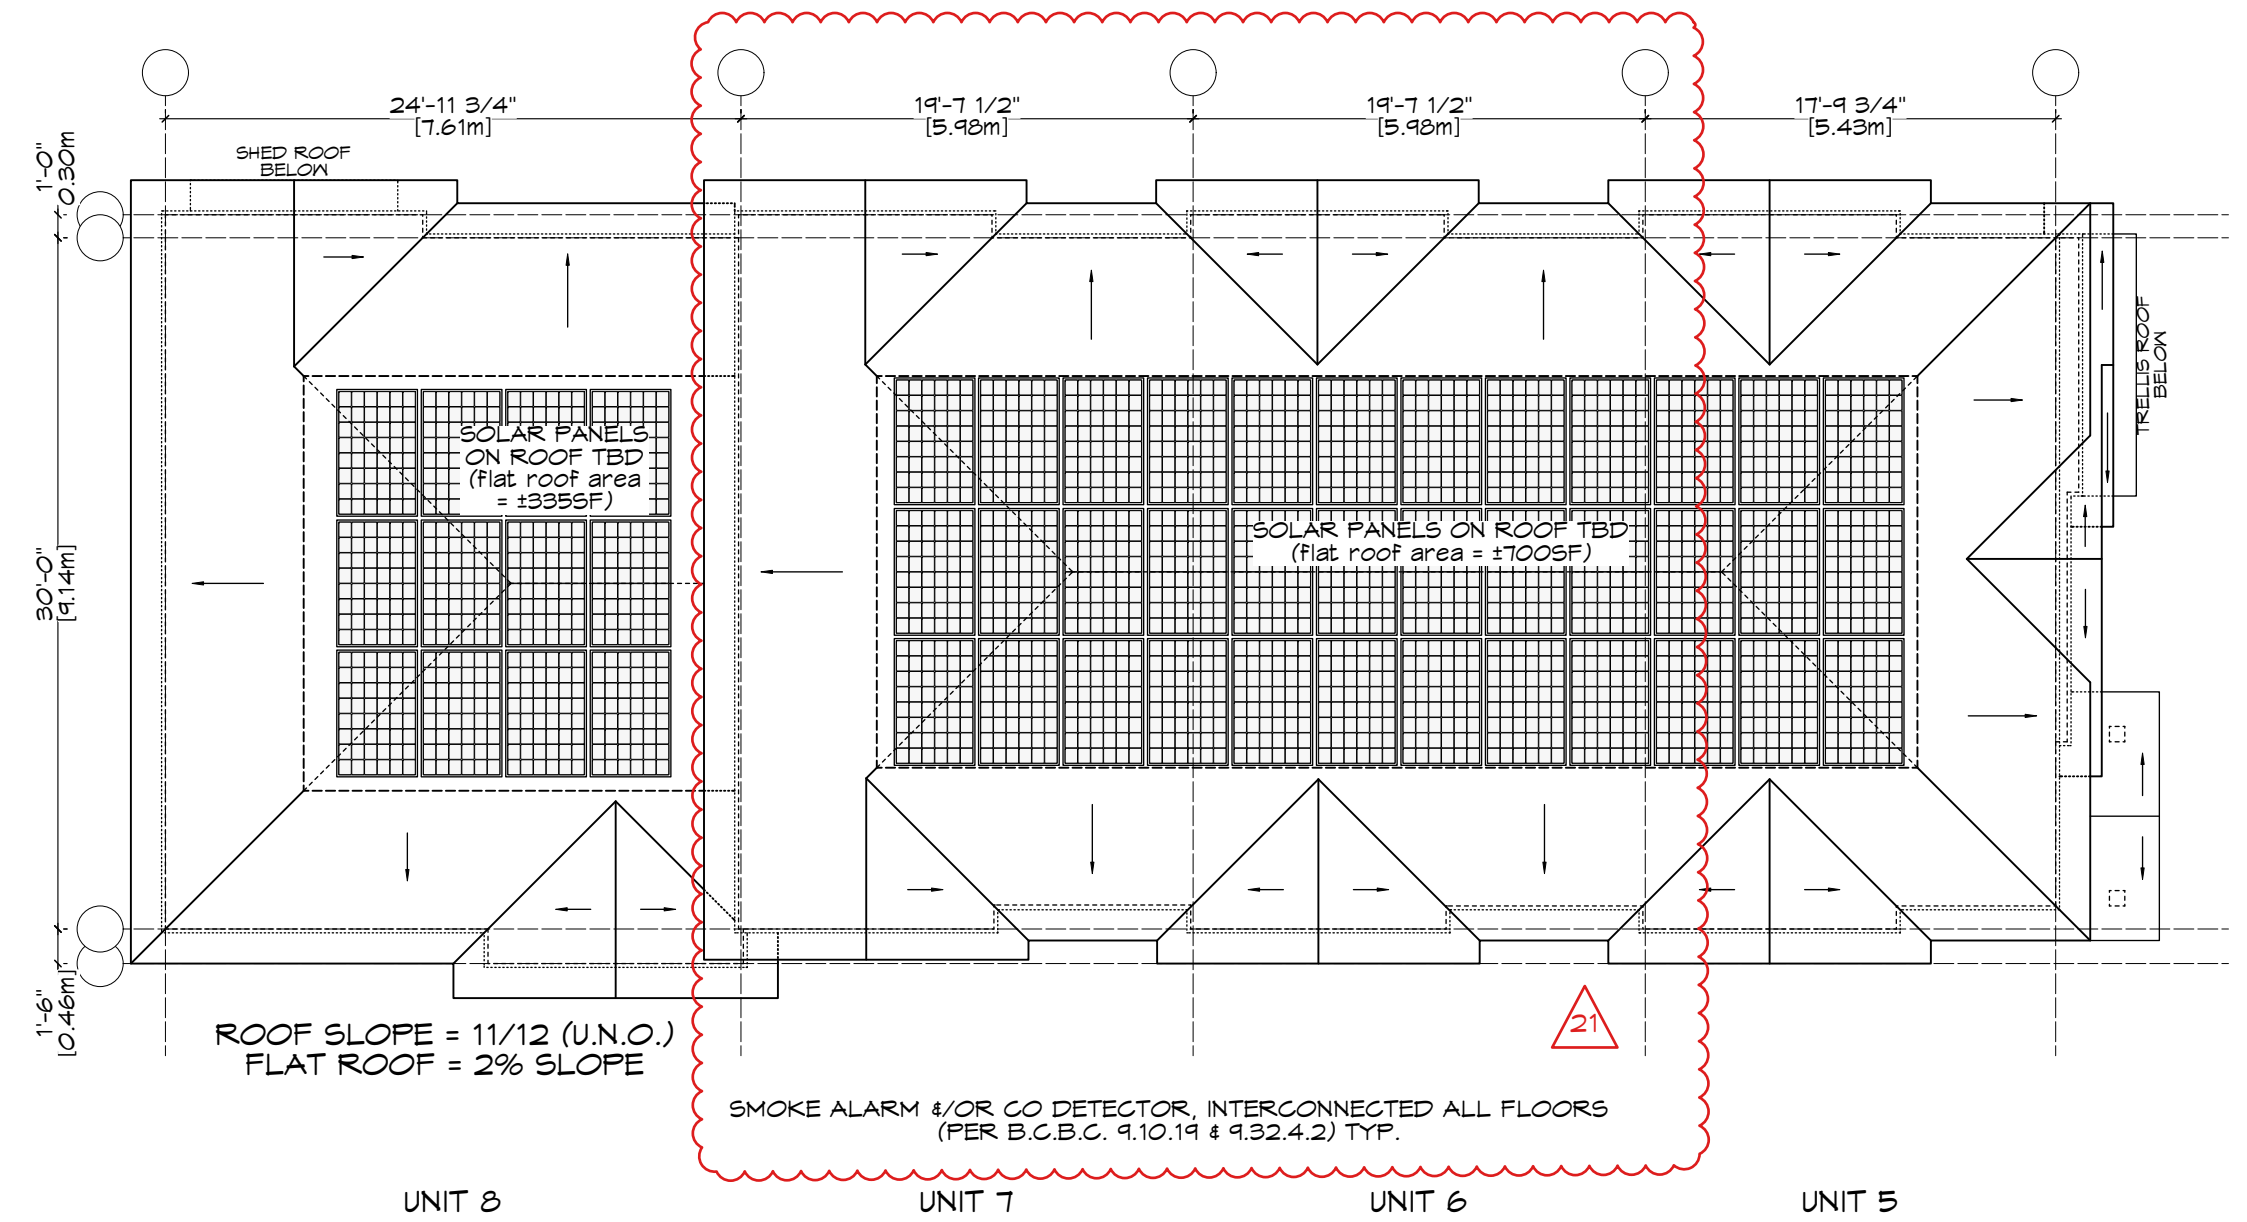 24'-11 3/4"
[7.61m]
19'-7 1/2"
[5.98m]
19'-7 1/2"
[5.98m]
17'-9 3/4"
[5.43m]
1'-0"
0.30m
SHED ROOF
BELOW
TRELLIS ROOF
BELOW
SOLAR PANELS
ON ROOF TBD
(flat roof area
= ±335SF)
SOLAR PANELS ON ROOF TBD
(flat roof area = ±700SF)
30'-0"
[9.14m]
1'-6"
[0.46m]
ROOF SLOPE = 11/12 (U.N.O.)
FLAT ROOF = 2% SLOPE
21
SMOKE ALARM &/OR CO DETECTOR, INTERCONNECTED ALL FLOORS
(PER B.C.B.C. 9.10.19 & 9.32.4.2) TYP.
UNIT 8
UNIT 7
UNIT 6
UNIT 5